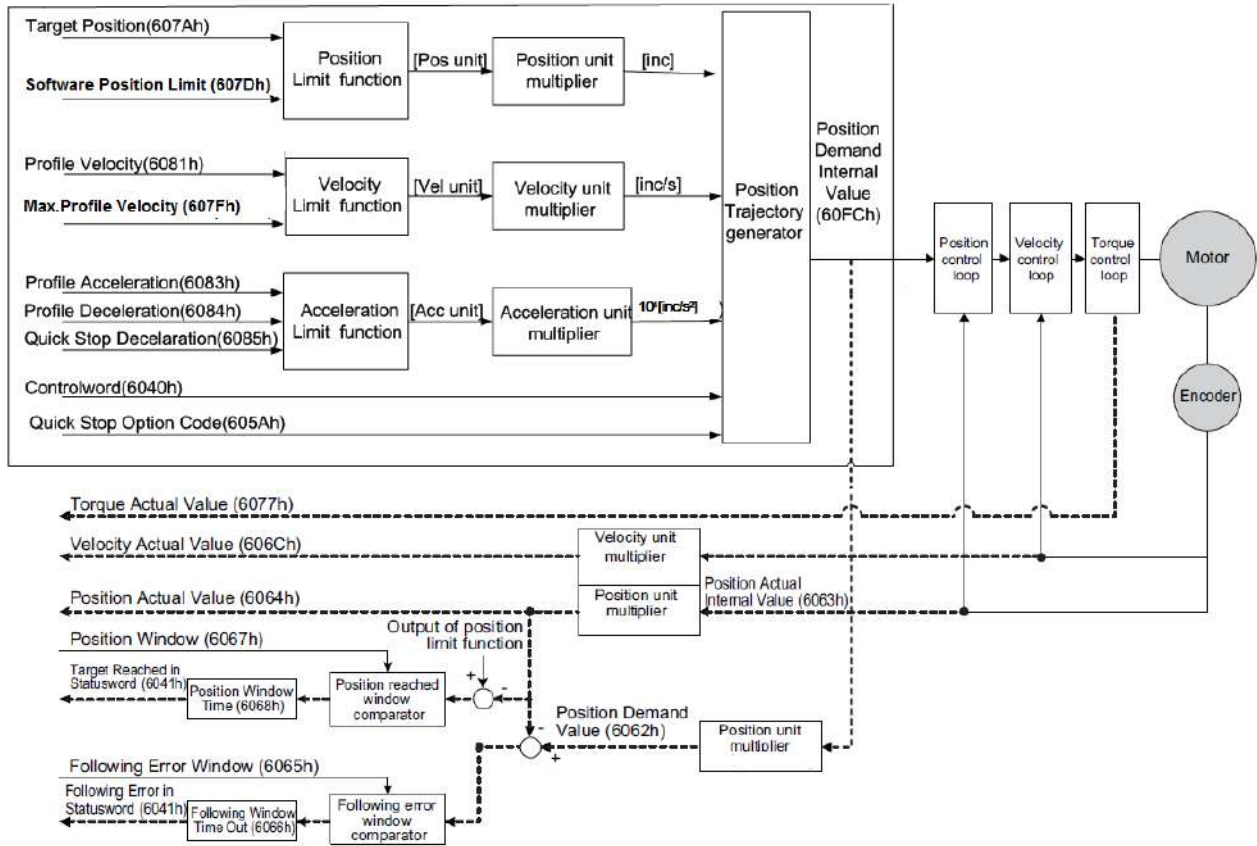 Target Position(607Ah)
Software Position Limit (607Dh)
Position
Limit function
[Pos unit]
Position unit
multiplier
[inc]
Profile Velocity(6081h)
Max.Profile Velocity (607Fh)
Velocity
Limit function
[Vel unit]
Velocity unit
multiplier
[inc/s]
Profile Acceleration(6083h)
Profile Deceleration(6084h)
Quick Stop Decelaration(6085h)
Acceleration
Limit function
[Acc unit]
Acceleration unit
multiplier
[inc/s²]
)
Controlword(6040h)
Quick Stop Option Code(605Ah)
Position
Trajectory
generator
Position
Demand
Internal
Value
(60FCh)
Position
control
loop
Velocity
control
loop
Torque
control
loop
Motor
Encoder
Torque Actual Value (6077h)
Velocity Actual Value (606Ch)
Velocity unit
multiplier
Position Actual Value (6064h)
Position unit
multiplier
Position Actual
Internal Value (6063h)
Position Window (6067h)
Output of position
limit function
Target Reached in
Statusword (6041h)
Position Window
Time (6068h)
Position reached
window
comparator
+
-
Position Demand
Value (6062h)
-
+
Position unit
multiplier
Following Error Window (6065h)
Following Error in
Statusword (6041h)
Following Window
Time Out (6066h)
Following error
window
comparator